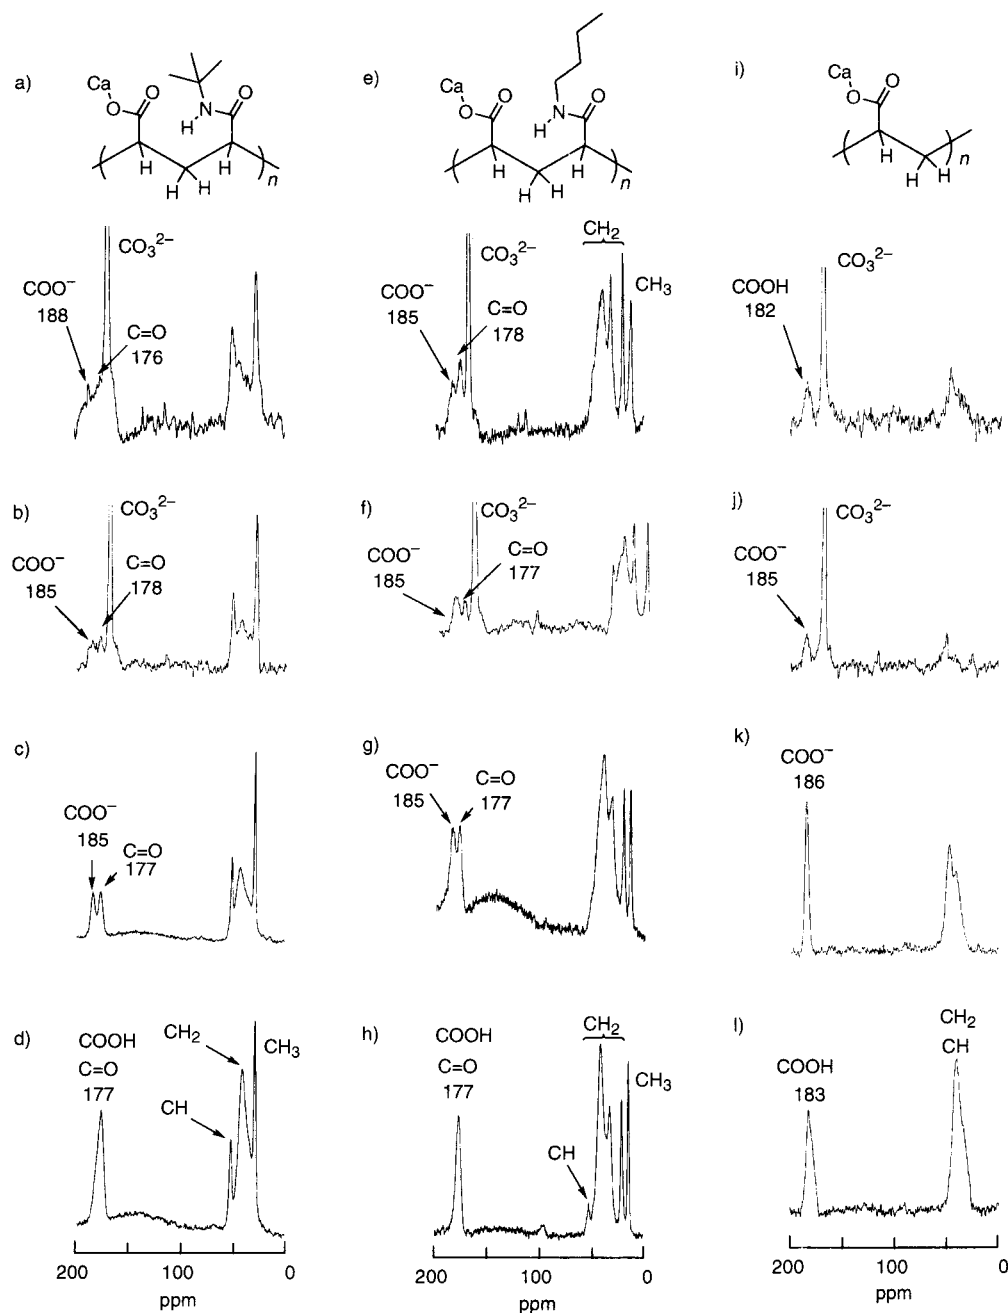 a)
Ca
O
O
N
H
O
H
H
H
H
n
CO₃²⁻
COO⁻
188
C=O
176
b)
CO₃²⁻
COO⁻
185
C=O
178
c)
COO⁻
185
C=O
177
d)
COOH
C=O
177
CH₂
CH
CH₃
200
100
0
ppm
e)
Ca
O
O
N
H
O
H
H
H
H
n
CO₃²⁻
COO⁻
185
C=O
178
CH₂
CH₃
f)
CO₃²⁻
COO⁻
185
C=O
177
g)
COO⁻
185
C=O
177
h)
COOH
C=O
177
CH
CH₂
CH₃
200
100
0
ppm
i)
Ca
O
O
H
H
H
n
COOH
182
CO₃²⁻
j)
CO₃²⁻
COO⁻
185
k)
COO⁻
186
l)
COOH
183
CH₂
CH
200
100
0
ppm